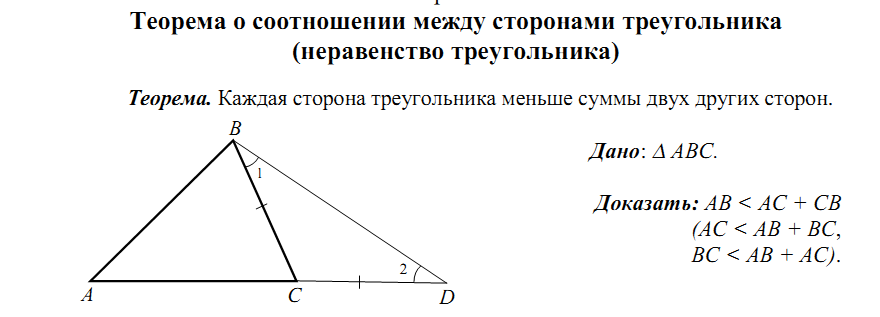 Теорема о соотношении между сторонами треугольника
(неравенство треугольника)
Теорема. Каждая сторона треугольника меньше суммы двух других сторон.
B
Дано: Δ ABC.
1
Доказать: AB < AC + CB
(AC < AB + BC,
BC < AB + AC).
2
A
C
D